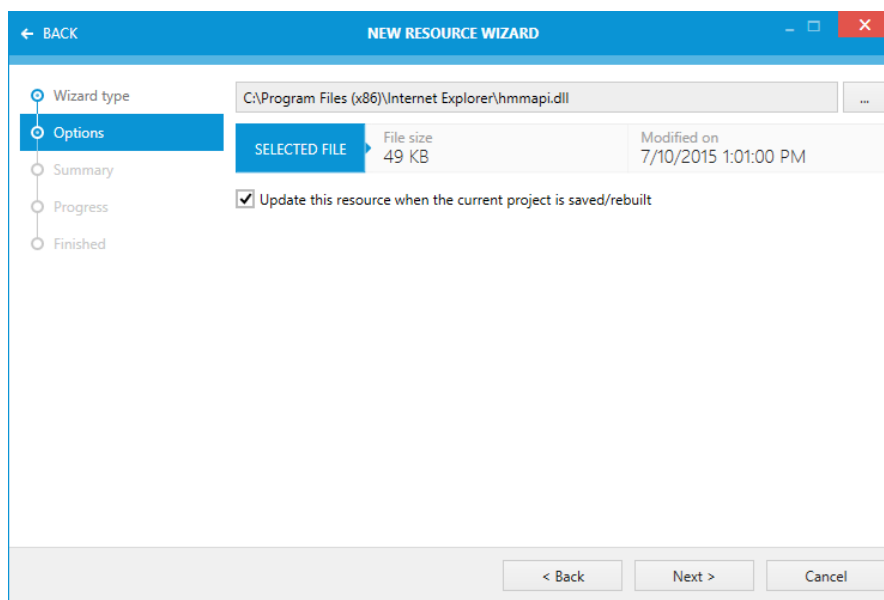 BACK
NEW RESOURCE WIZARD
Wizard type
Options
Summary
Progress
Finished
C:\Program Files (x86)\Internet Explorer\hmmapi.dll
...
SELECTED FILE
File size
49 KB
Modified on
7/10/2015 1:01:00 PM
Update this resource when the current project is saved/rebuilt
< Back
Next >
Cancel